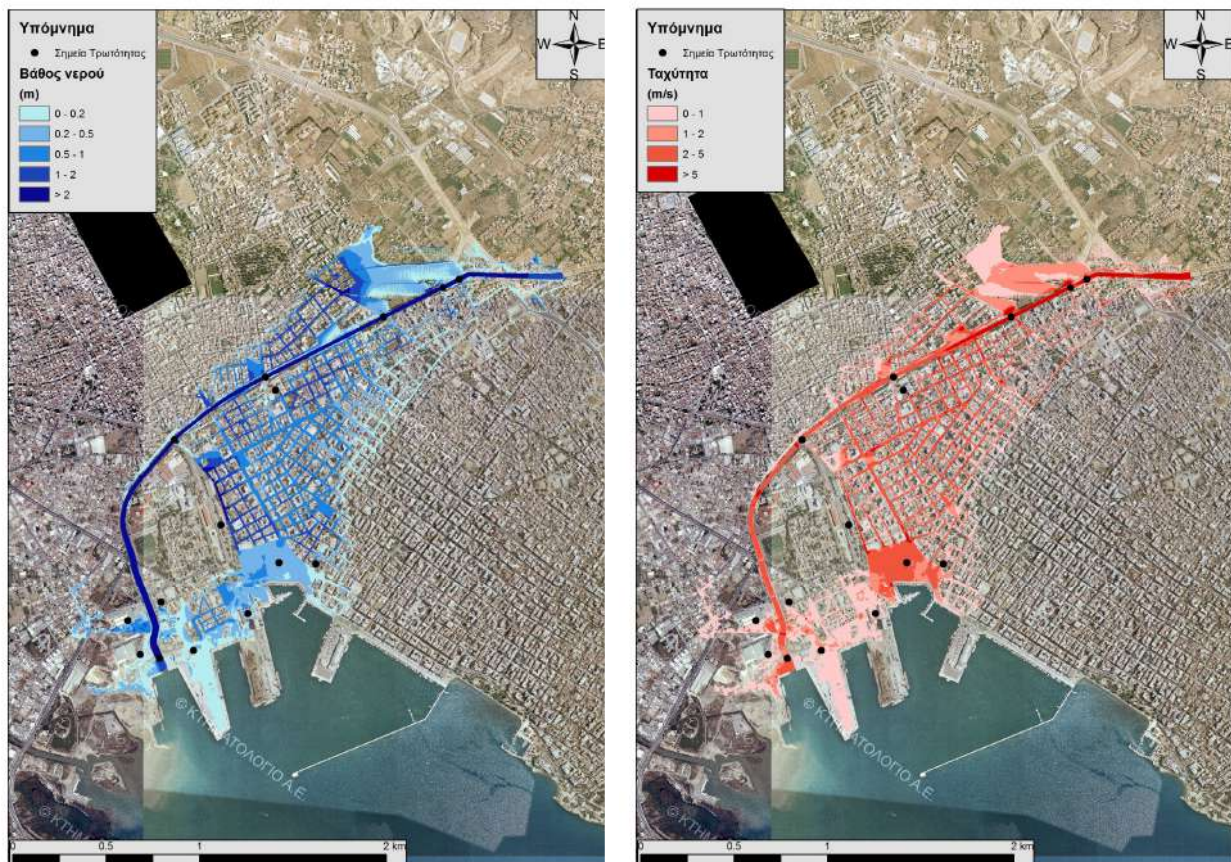 Υπόμνημα
Σημεία Τρωτότητας
Βάθος νερού
(m)
0 - 0.2
0.2 - 0.5
0.5 - 1
1 - 2
> 2
N
W E
S
© ΚΤΗΜΑΤΟΛΟΓΙΟ Α.Ε.
© ΚΤΗΜ
0 0.5 1 2 km
Υπόμνημα
Σημεία Τρωτότητας
Ταχύτητα
(m/s)
0 - 1
1 - 2
2 - 5
> 5
N
W E
S
© ΚΤΗΜΑΤΟΛΟΓΙΟ Α.Ε.
© ΚΤΗΜ
0 0.5 1 2 km